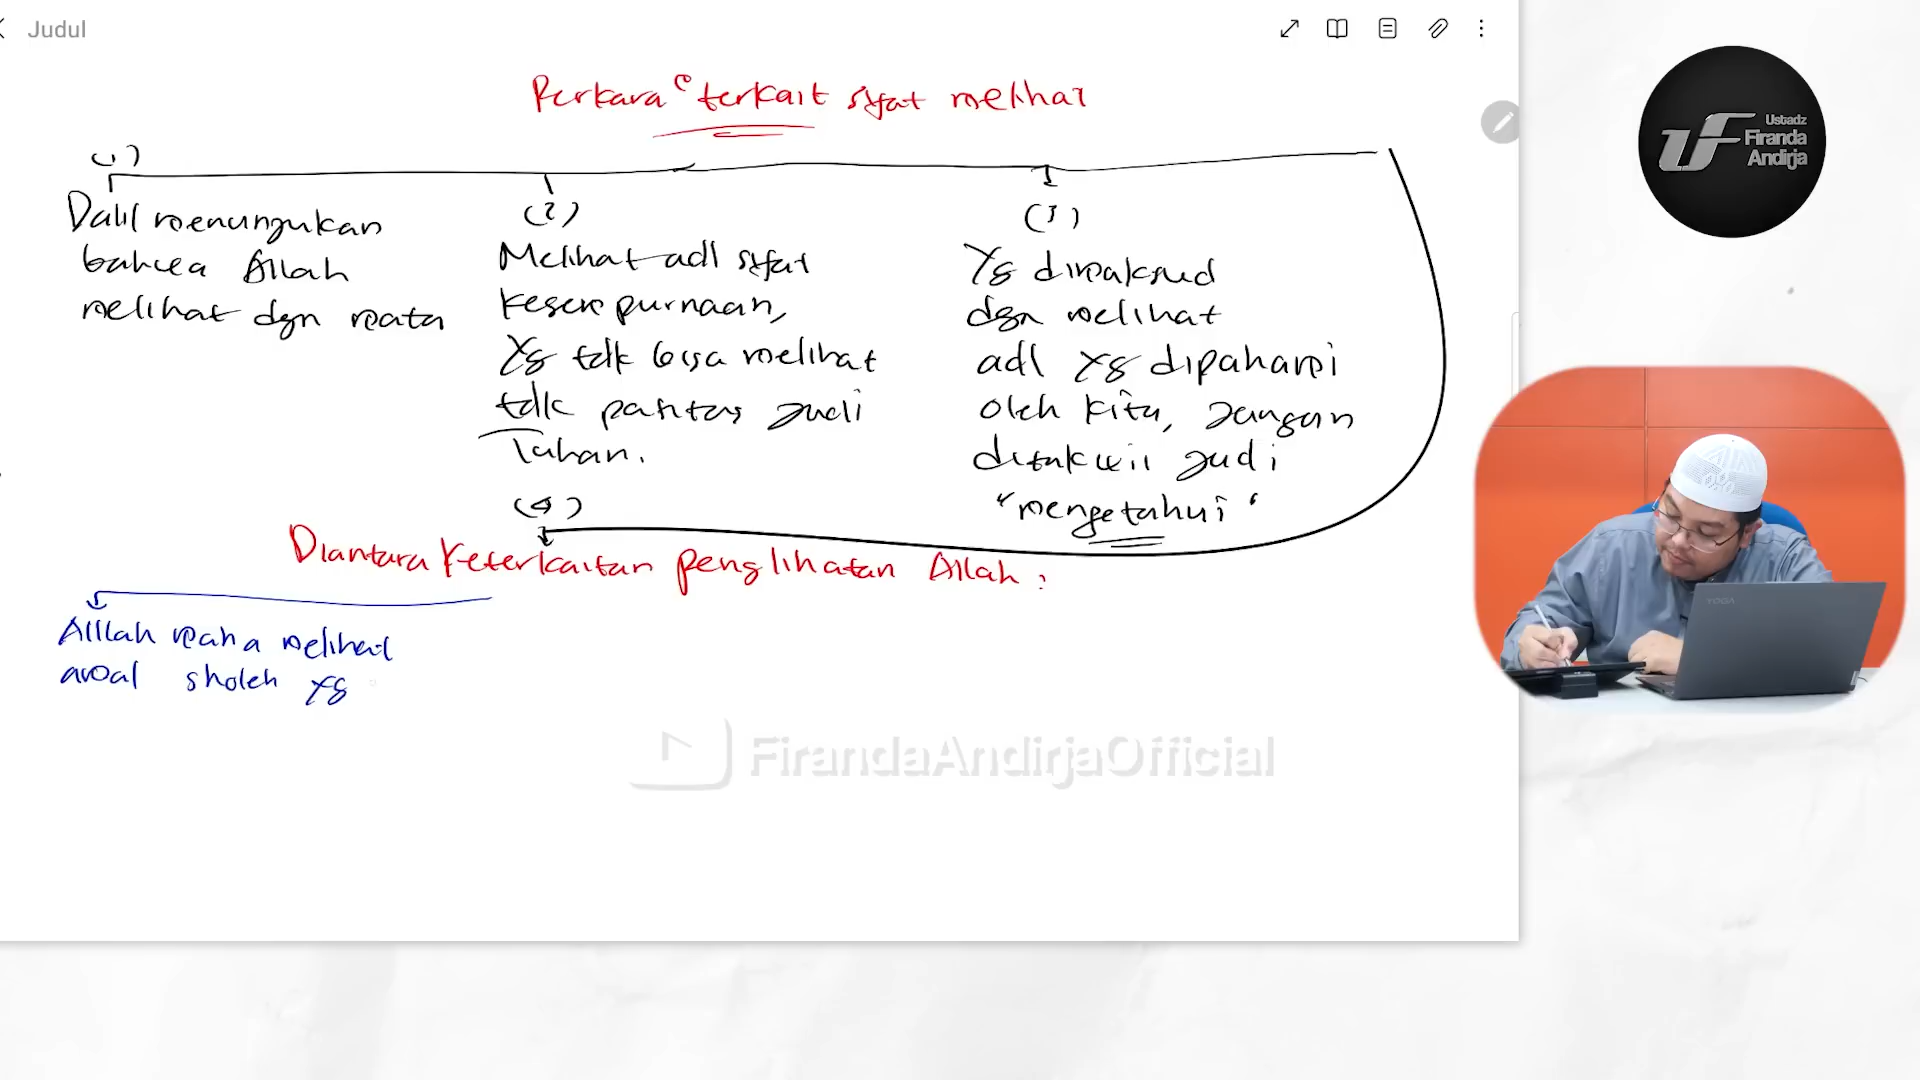 Judul
Perkara² terkait sifat melihat
(1)
Dalil menunjukan
bahwa Allah
melihat dgn mata
(2)
Melihat adl sifat
kesempurnaan,
yg tdk bisa melihat
tdk pantas jadi
Tuhan.
(3)
Yg dimaksud
dgn melihat
adl yg dipahami
oleh kita, jangan
ditakwil jadi
"mengetahui"
(4)
Diantara Keterkaitan penglihatan Allah :
Alllah maha melihat
amal sholeh yg
Ustadz
Firanda
Andirja
YOGA
FirandaAndirjaOfficial